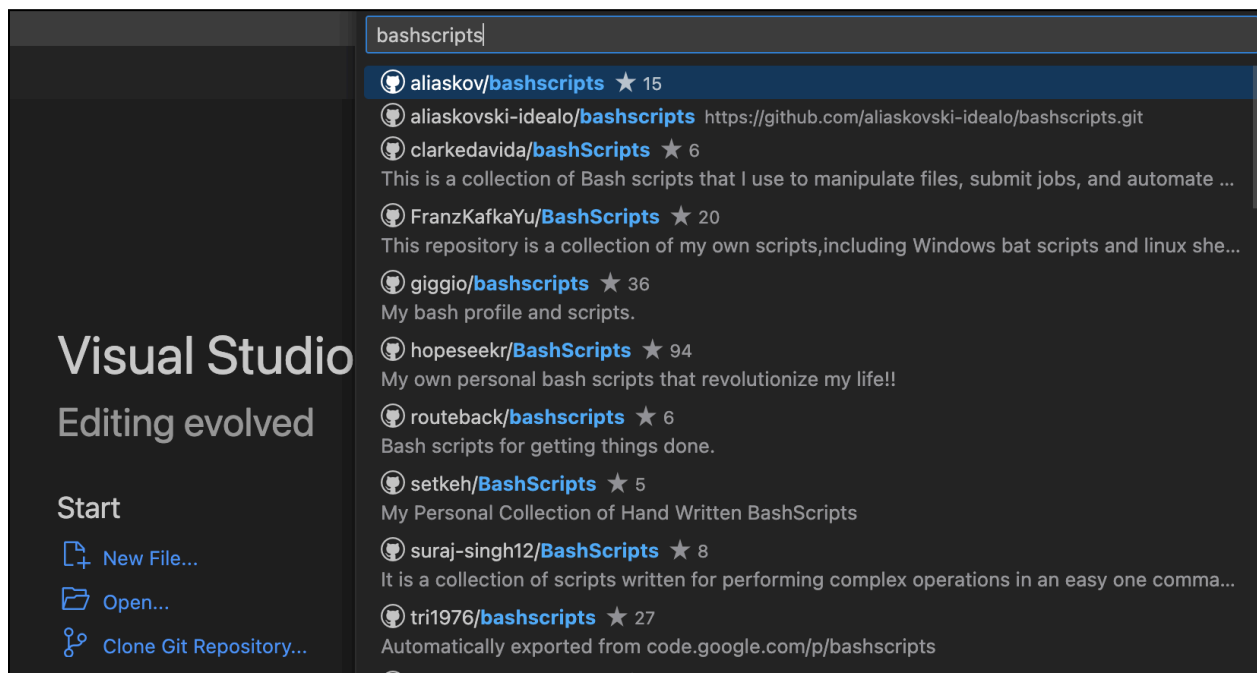 bashscripts
aliaskov/bashscripts ★ 15
aliaskovski-idealo/bashscripts https://github.com/aliaskovski-idealo/bashscripts.git
clarkedavida/bashScripts ★ 6
This is a collection of Bash scripts that I use to manipulate files, submit jobs, and automate ...
FranzKafkaYu/BashScripts ★ 20
This repository is a collection of my own scripts,including Windows bat scripts and linux she...
giggio/bashscripts ★ 36
My bash profile and scripts.
hopeseekr/BashScripts ★ 94
My own personal bash scripts that revolutionize my life!!
routeback/bashscripts ★ 6
Bash scripts for getting things done.
setkeh/BashScripts ★ 5
My Personal Collection of Hand Written BashScripts
suraj-singh12/BashScripts ★ 8
It is a collection of scripts written for performing complex operations in an easy one comma...
tri1976/bashscripts ★ 27
Automatically exported from code.google.com/p/bashscripts
Visual Studio
Editing evolved
Start
New File...
Open...
Clone Git Repository...